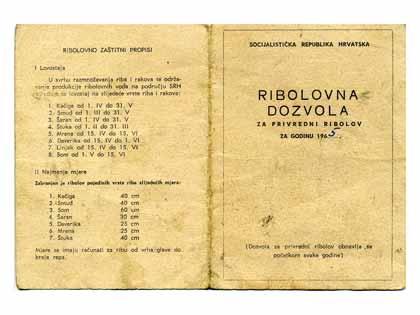 RIBOLOVNO ZAŠTITNI PROPISI
I Lovostaja
U svrhu razmnožavanja riba i rakova te održa-
vanja produkcije ribolovnih voda na području SRH
je lovostaj na slijedeće vrste riba i rakova:
1. Kečiga od 1. IV do 31. V
2. Smuđ od 1. III do 31. V
3. Šaran od 1. IV do 31. V
4. Štuka od 1. II do 31. III
5. Mrena od 15. IV do 15. VI
6. Deverika od 15. IV do 1. VI
7. Linjak od 15. IV do 15. VI
8. Som od 1. V do 15. VI
II Najmanje mjere
Zabranjen je ribolov pojedinih vrsta riba slijedećih mjera:
1. Kečiga 40 cm
2. Smuđ 40 cm
3. Som 60 cm
4. Šaran 30 cm
5. Deverika 25 cm
6. Mrena 25 cm
7. Štuka 40 cm
Mjere se imaju računati za ribu od vrha glave do
kraja repa.
SOCIJALISTIČKA REPUBLIKA HRVATSKA
RIBOLOVNA
DOZVOLA
ZA PRIVREDNI RIBOLOV
ZA GODINU 1965.
(Dozvola za privredni ribolov obnavlja se
početkom svake godine)